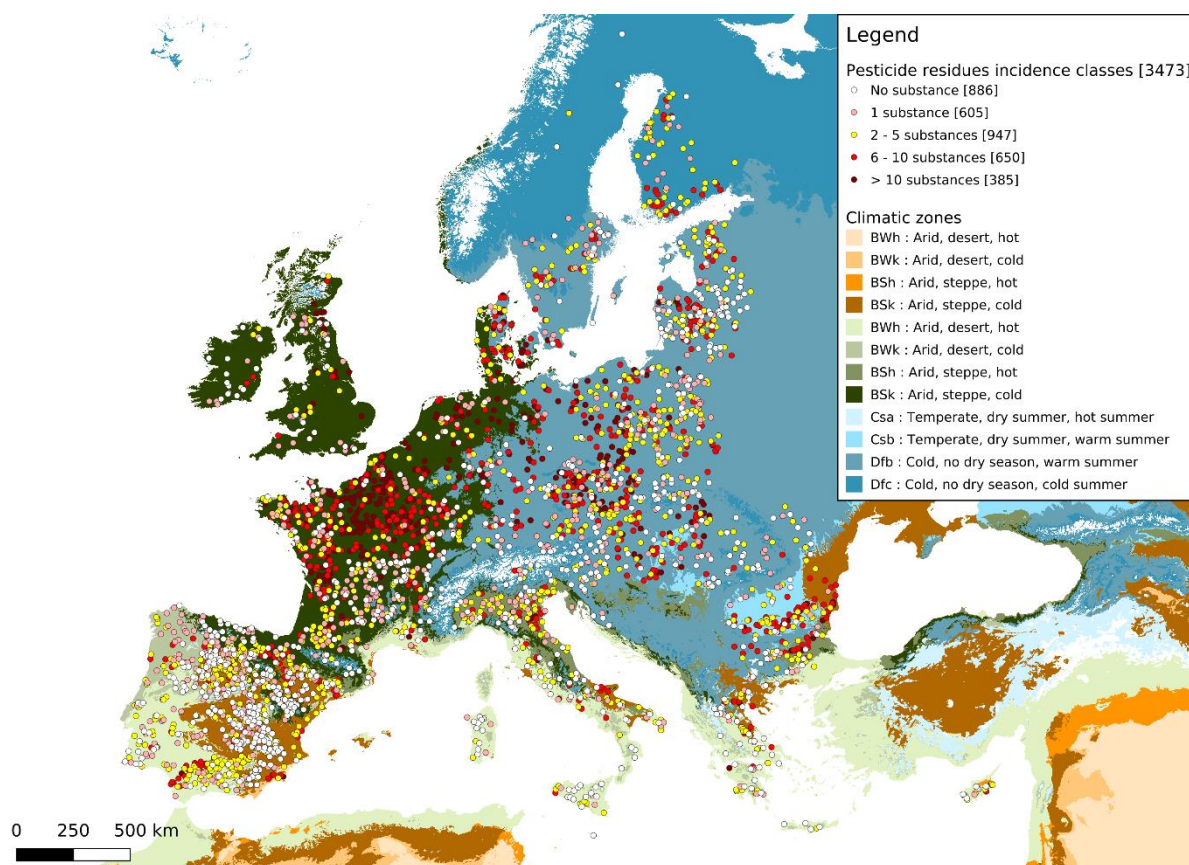 Legend
Pesticide residues incidence classes [3473]
No substance [886]
1 substance [605]
2 - 5 substances [947]
6 - 10 substances [650]
> 10 substances [385]
Climatic zones
BWh : Arid, desert, hot
BWk : Arid, desert, cold
BSh : Arid, steppe, hot
BSk : Arid, steppe, cold
BWh : Arid, desert, hot
BWk : Arid, desert, cold
BSh : Arid, steppe, hot
BSk : Arid, steppe, cold
Csa : Temperate, dry summer, hot summer
Csb : Temperate, dry summer, warm summer
Dfb : Cold, no dry season, warm summer
Dfc : Cold, no dry season, cold summer
0 250 500 km